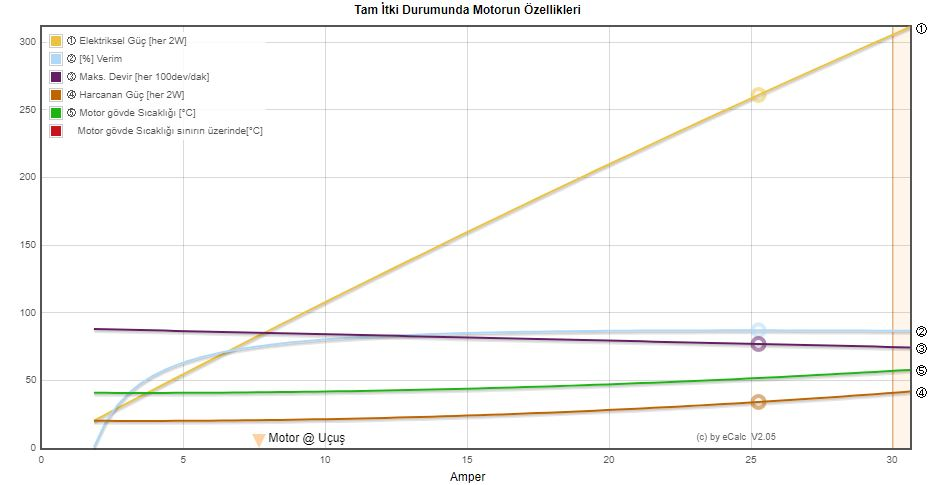 Tam İtki Durumunda Motorun Özellikleri
300
250
200
150
100
50
0
① Elektriksel Güç [her 2W]
② [%] Verim
③ Maks. Devir [her 100dev/dak]
④ Harcanan Güç [her 2W]
⑤ Motor gövde Sıcaklığı [°C]
Motor gövde Sıcaklığı sınırın üzerinde[°C]
①
②
③
⑤
④
Motor @ Uçuş
(c) by eCalc V2.05
0 5 10 15 20 25 30
Amper